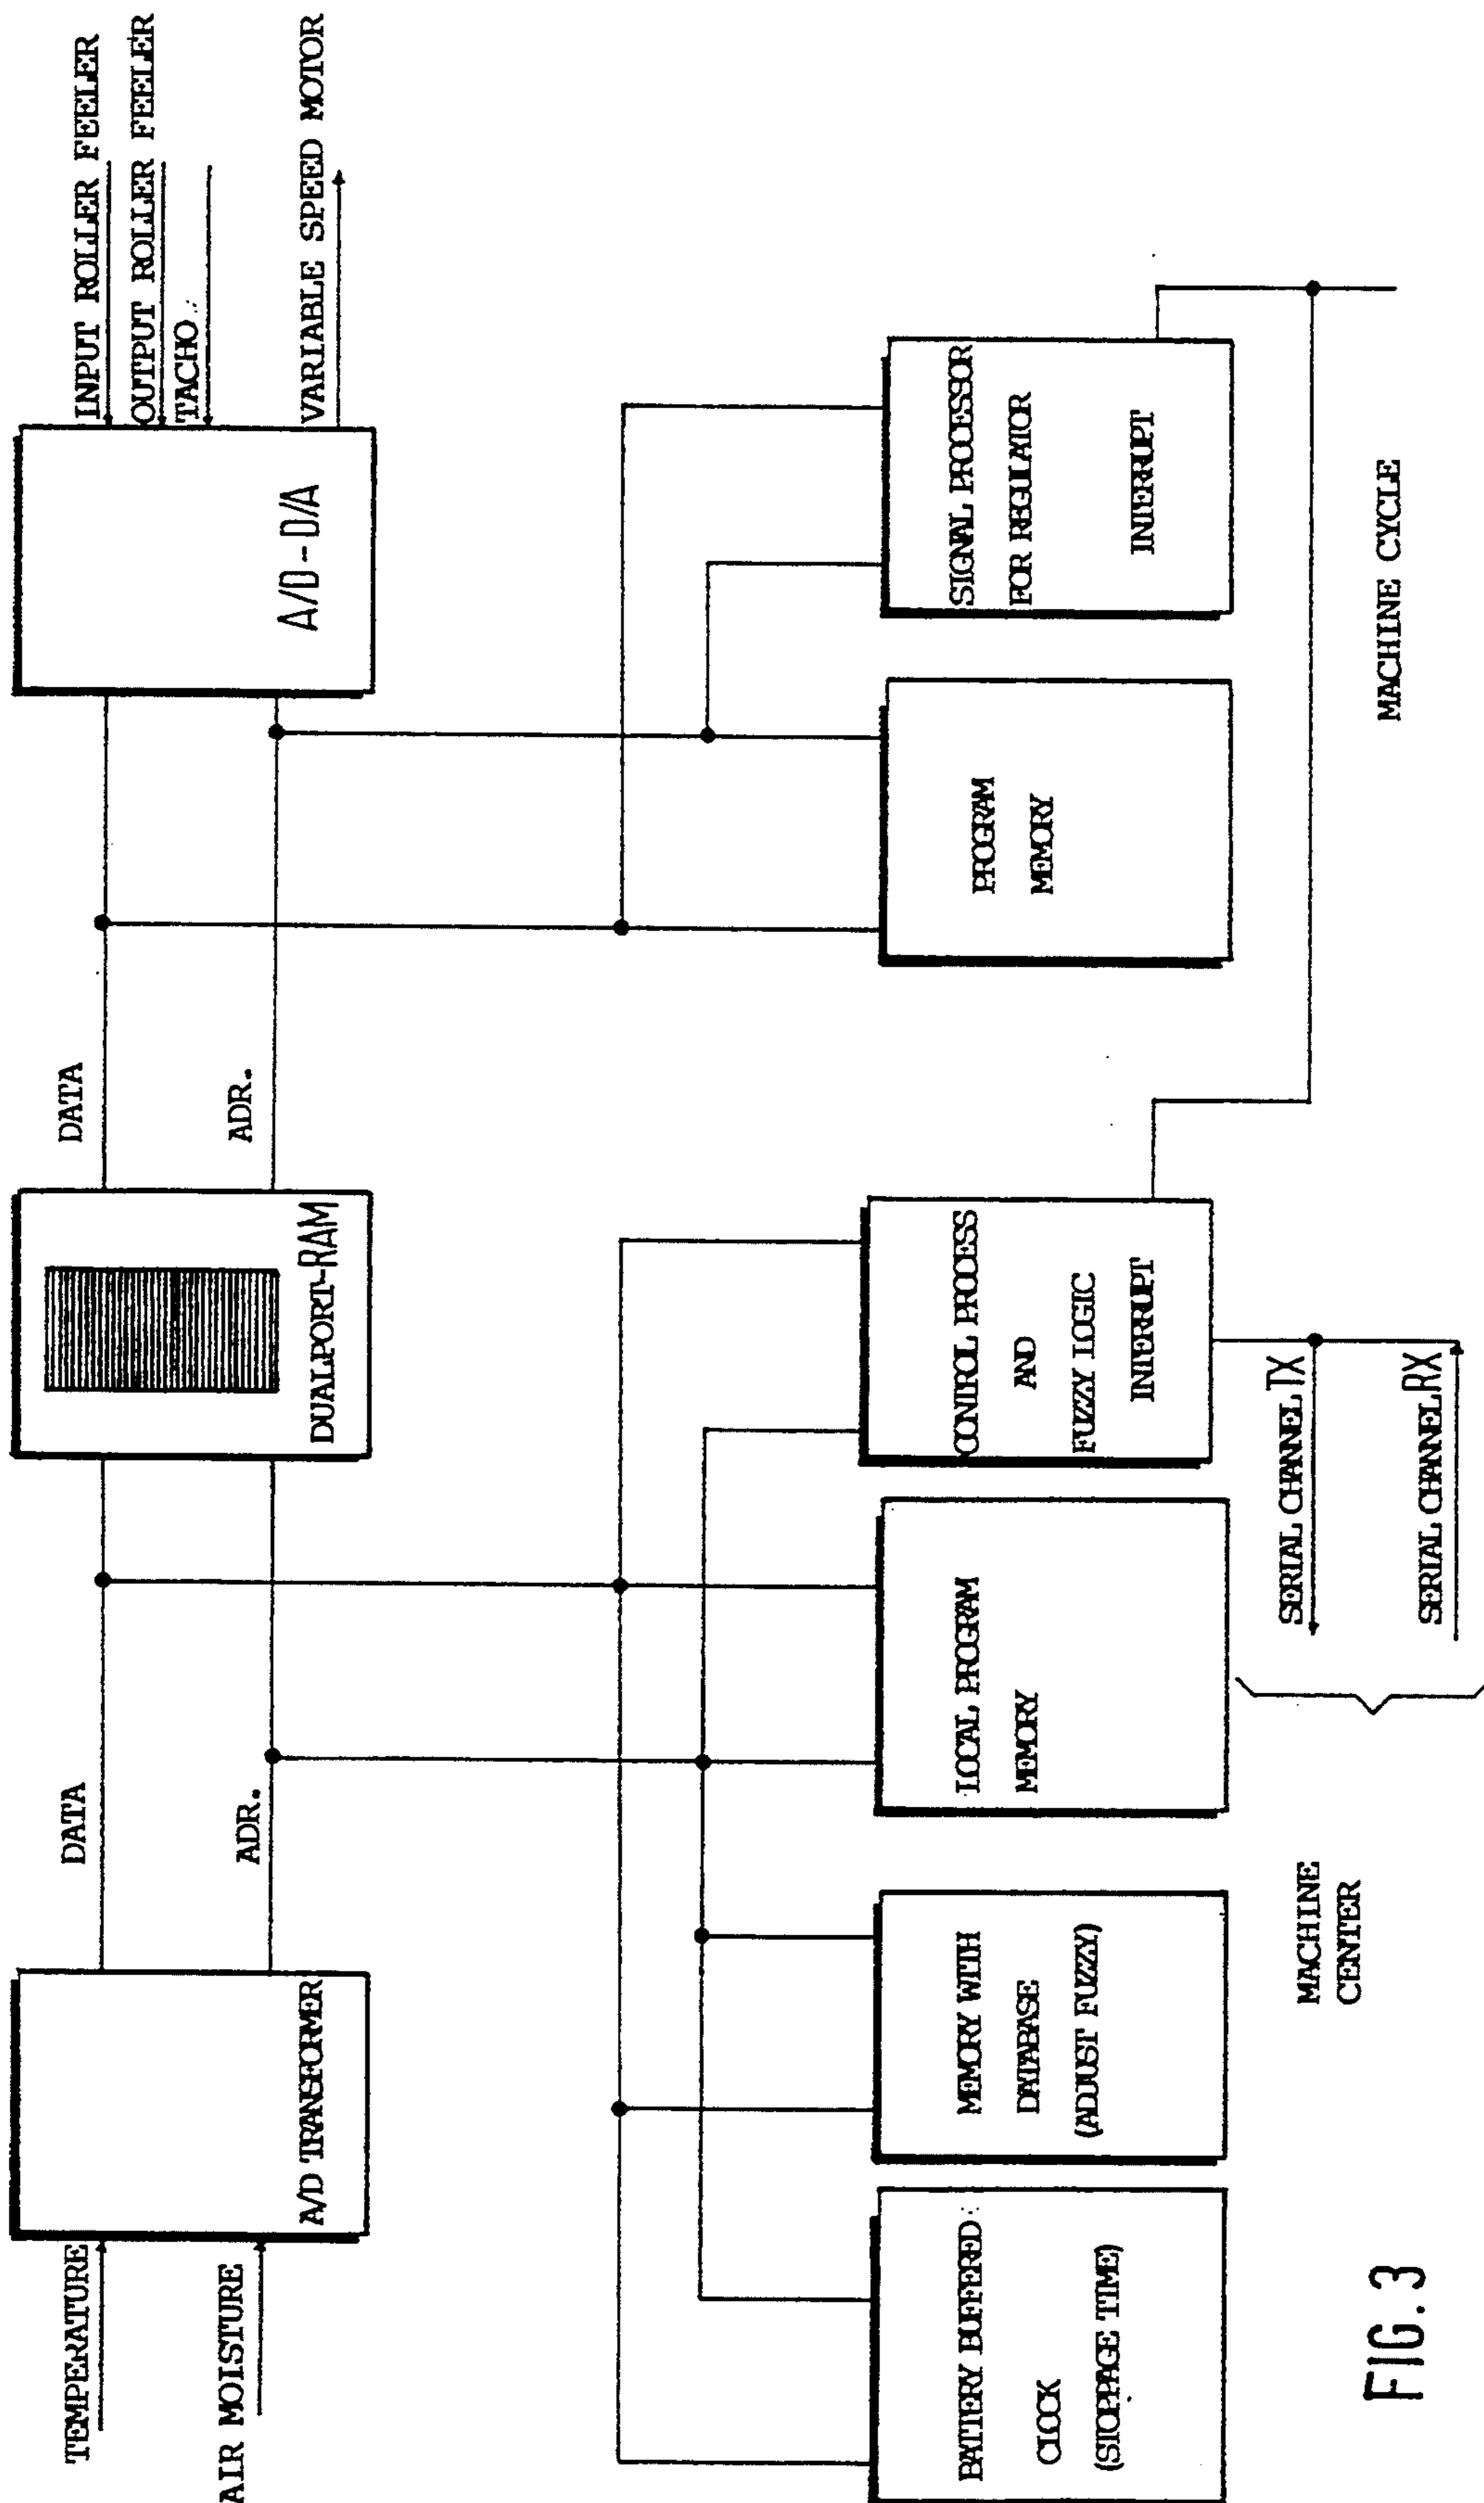 TEMPERATURE
AIR MOISTURE
A/D TRANSFORMER
DATA
ADR.
DUALPORT-RAM
DATA
ADR.
A/D-D/A
INPUT ROLLER FEELER
OUTPUT ROLLER FEELER
TACHO
VARIABLE SPEED MOTOR
BATTERY BUFFERED
CLOCK
(STOPPAGE TIME)
MEMORY WITH
DATABASE
(ADJUST FUZZY)
LOCAL PROGRAM
MEMORY
CONTROL PROCESS
AND
FUZZY LOGIC
INTERRUPT
PROGRAM
MEMORY
SIGNAL PROCESSOR
FOR REGULATOR
INTERRUPT
MACHINE
CENTER
SERIAL CHANNEL TX
SERIAL CHANNEL RX
MACHINE CYCLE
FIG. 3